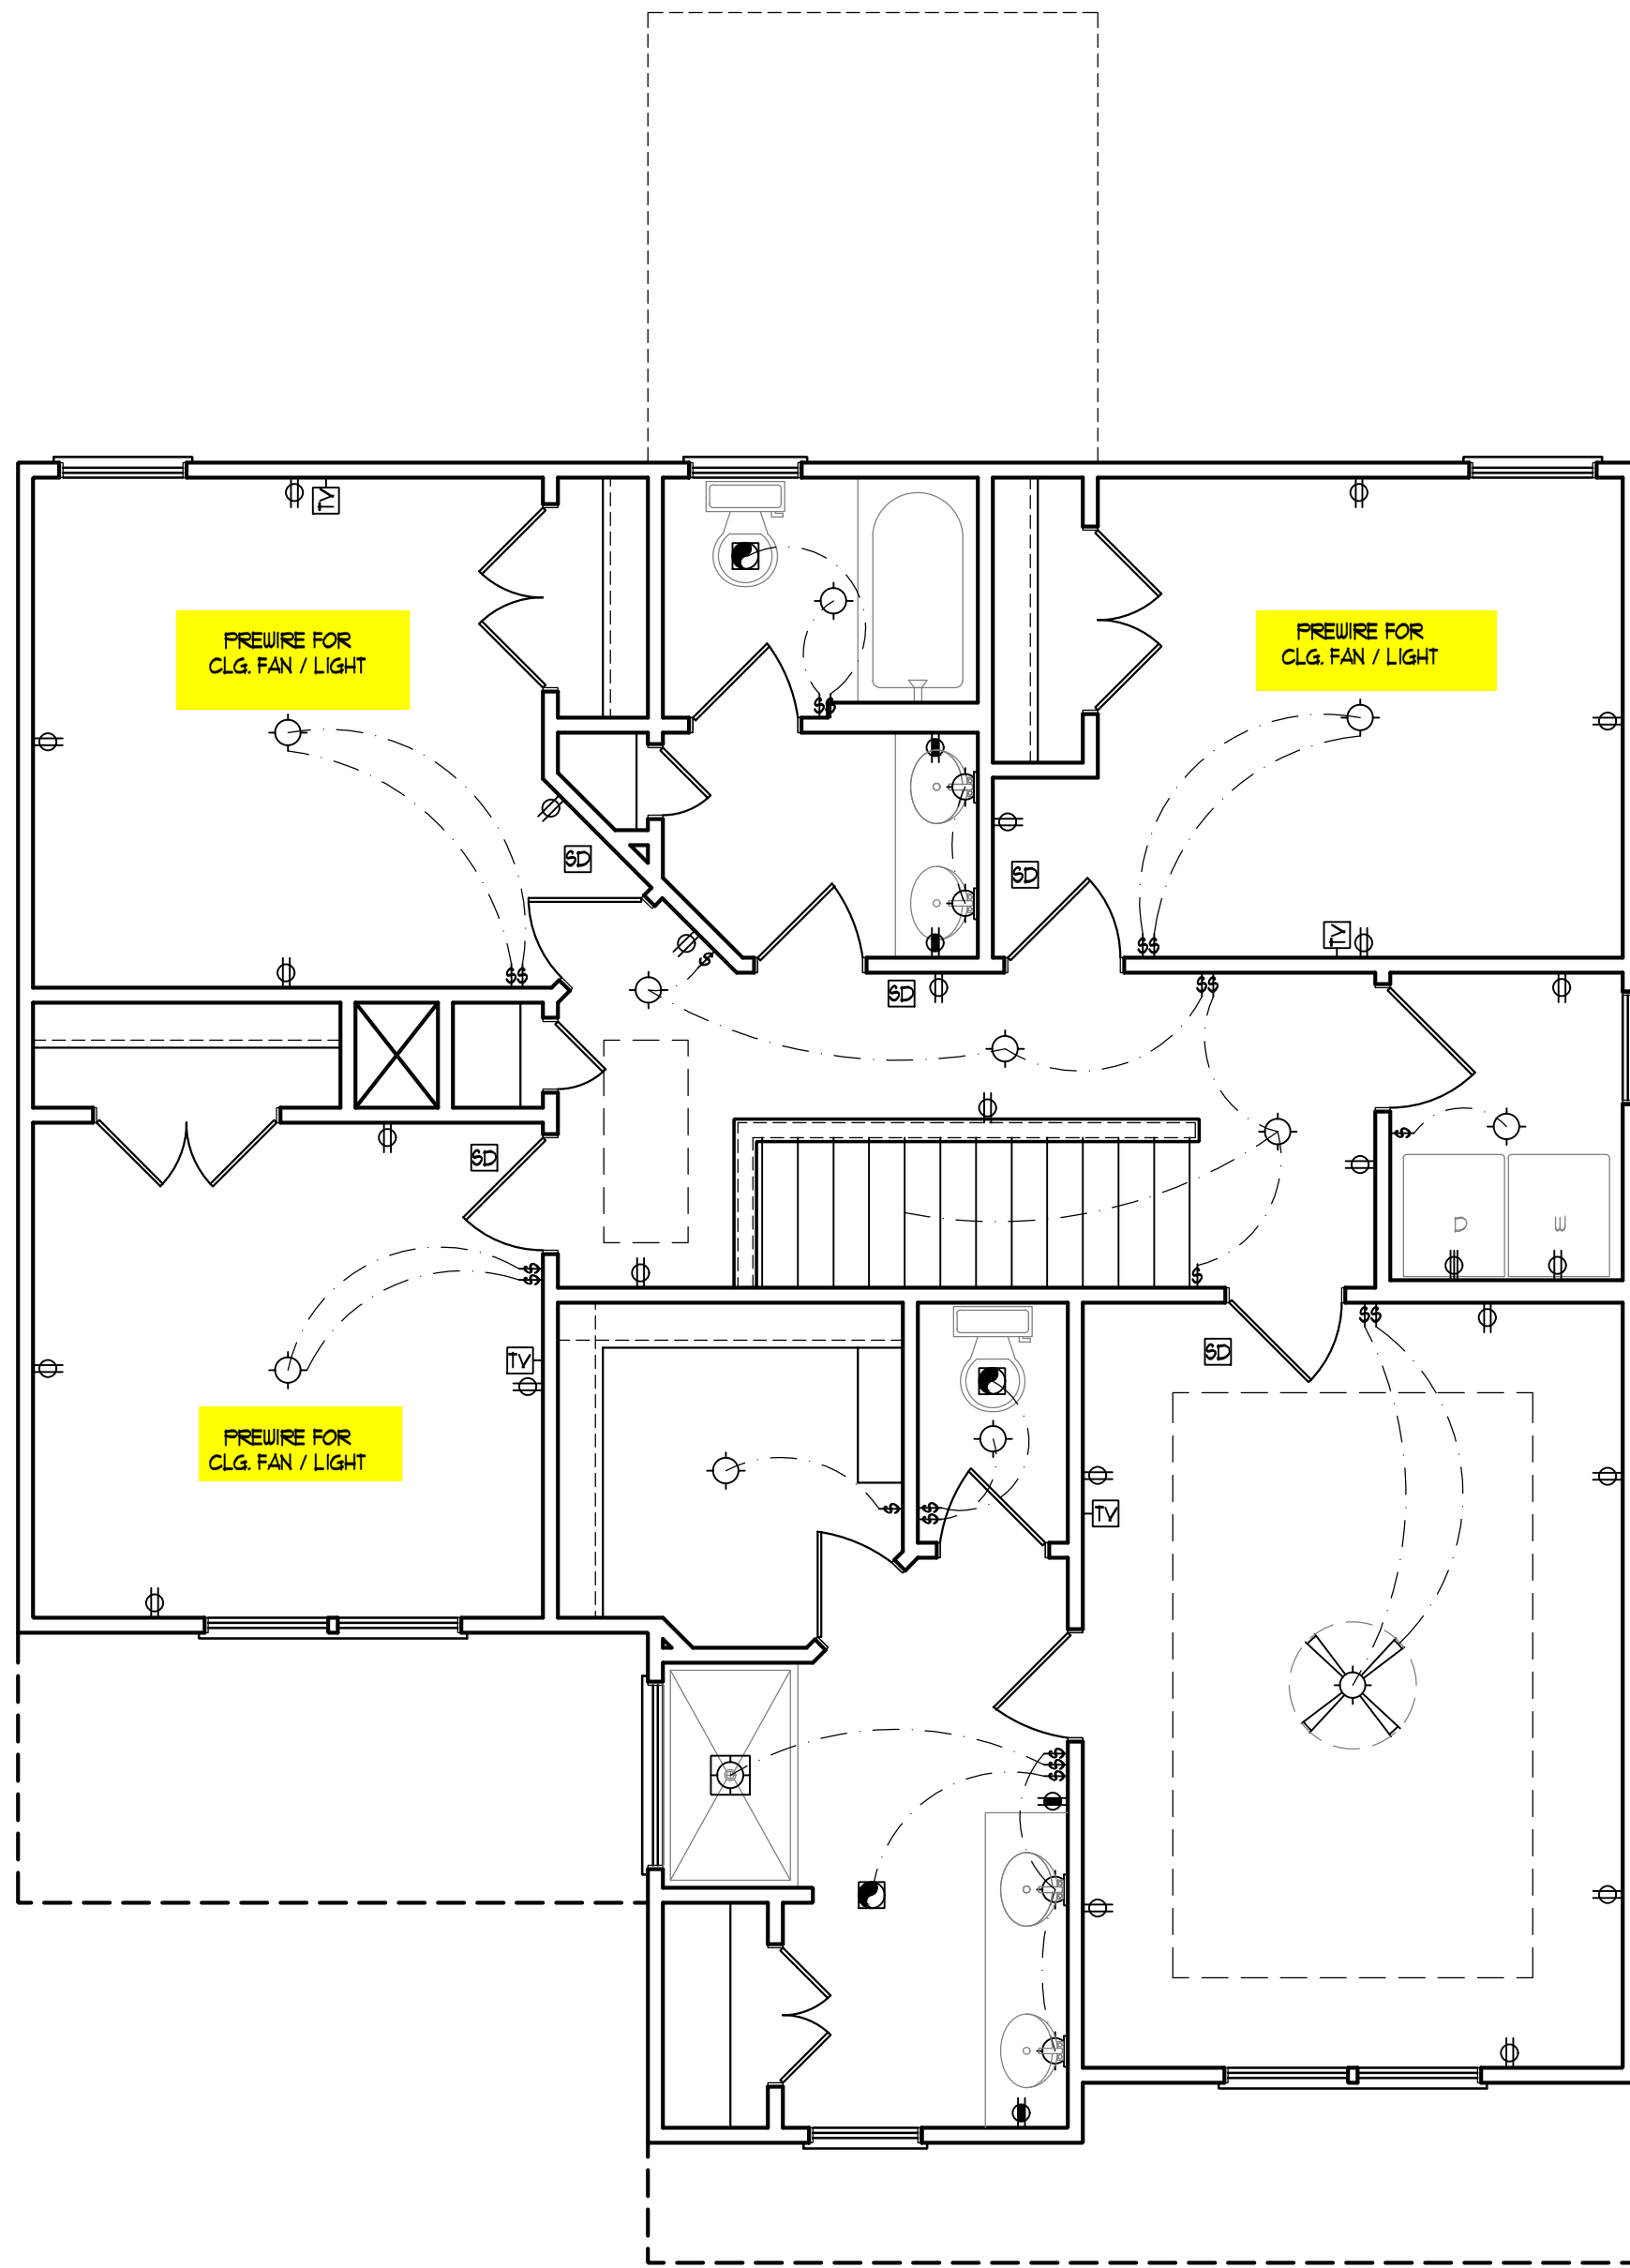 TV
PREWIRE FOR
CLG. FAN / LIGHT
PREWIRE FOR
CLG. FAN / LIGHT
$$
SD
SD
$$
TV
$$
$
SD
$$
$
SD
D
W
$$
$
$$
SD
TV
PREWIRE FOR
CLG. FAN / LIGHT
$
$$
TV
$$$